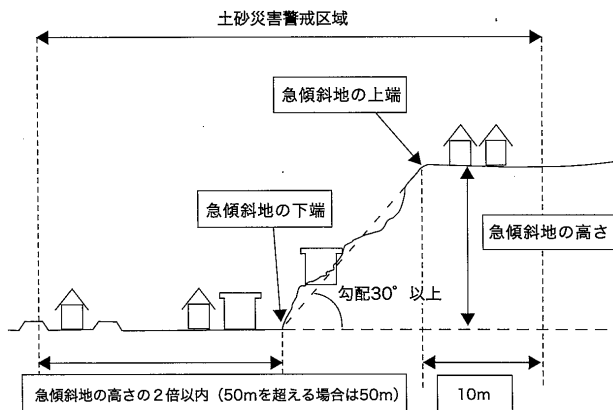 土砂災害警戒区域
急傾斜地の上端
急傾斜地の下端
急傾斜地の高さ
勾配30°以上
急傾斜地の高さの2倍以内（50mを超える場合は50m）
10m